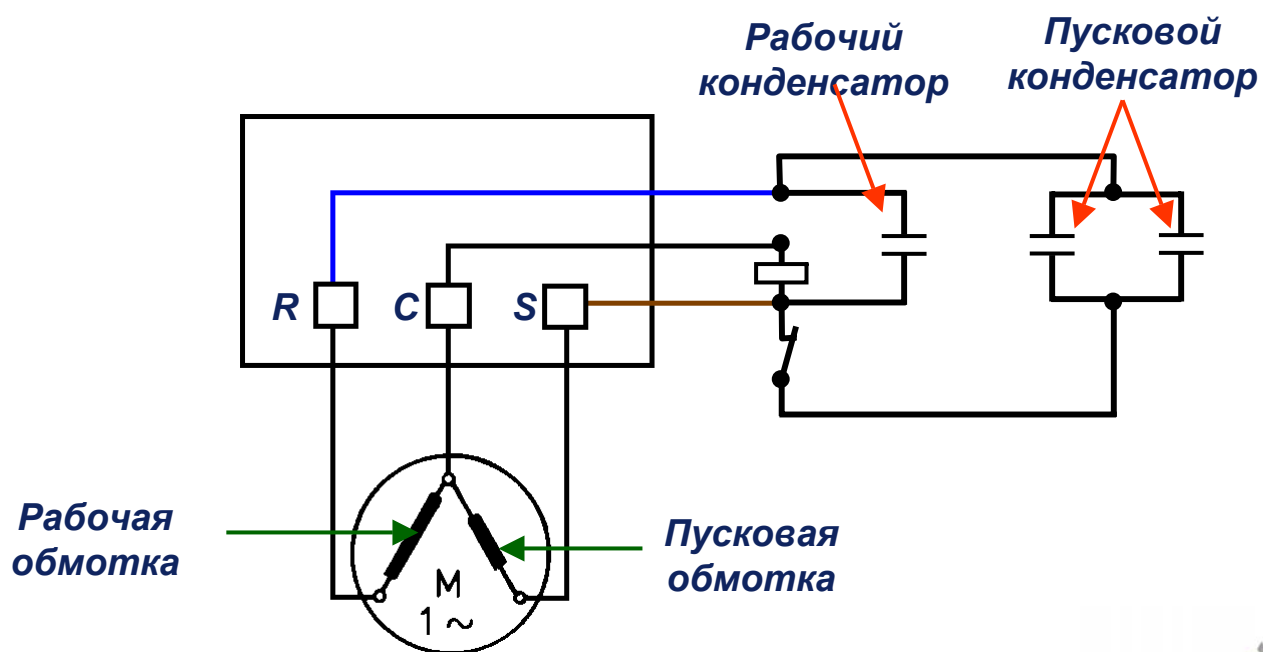 Рабочий
конденсатор
Пусковой
конденсатор
R
C
S
Рабочая
обмотка
Пусковая
обмотка
M
1 ~